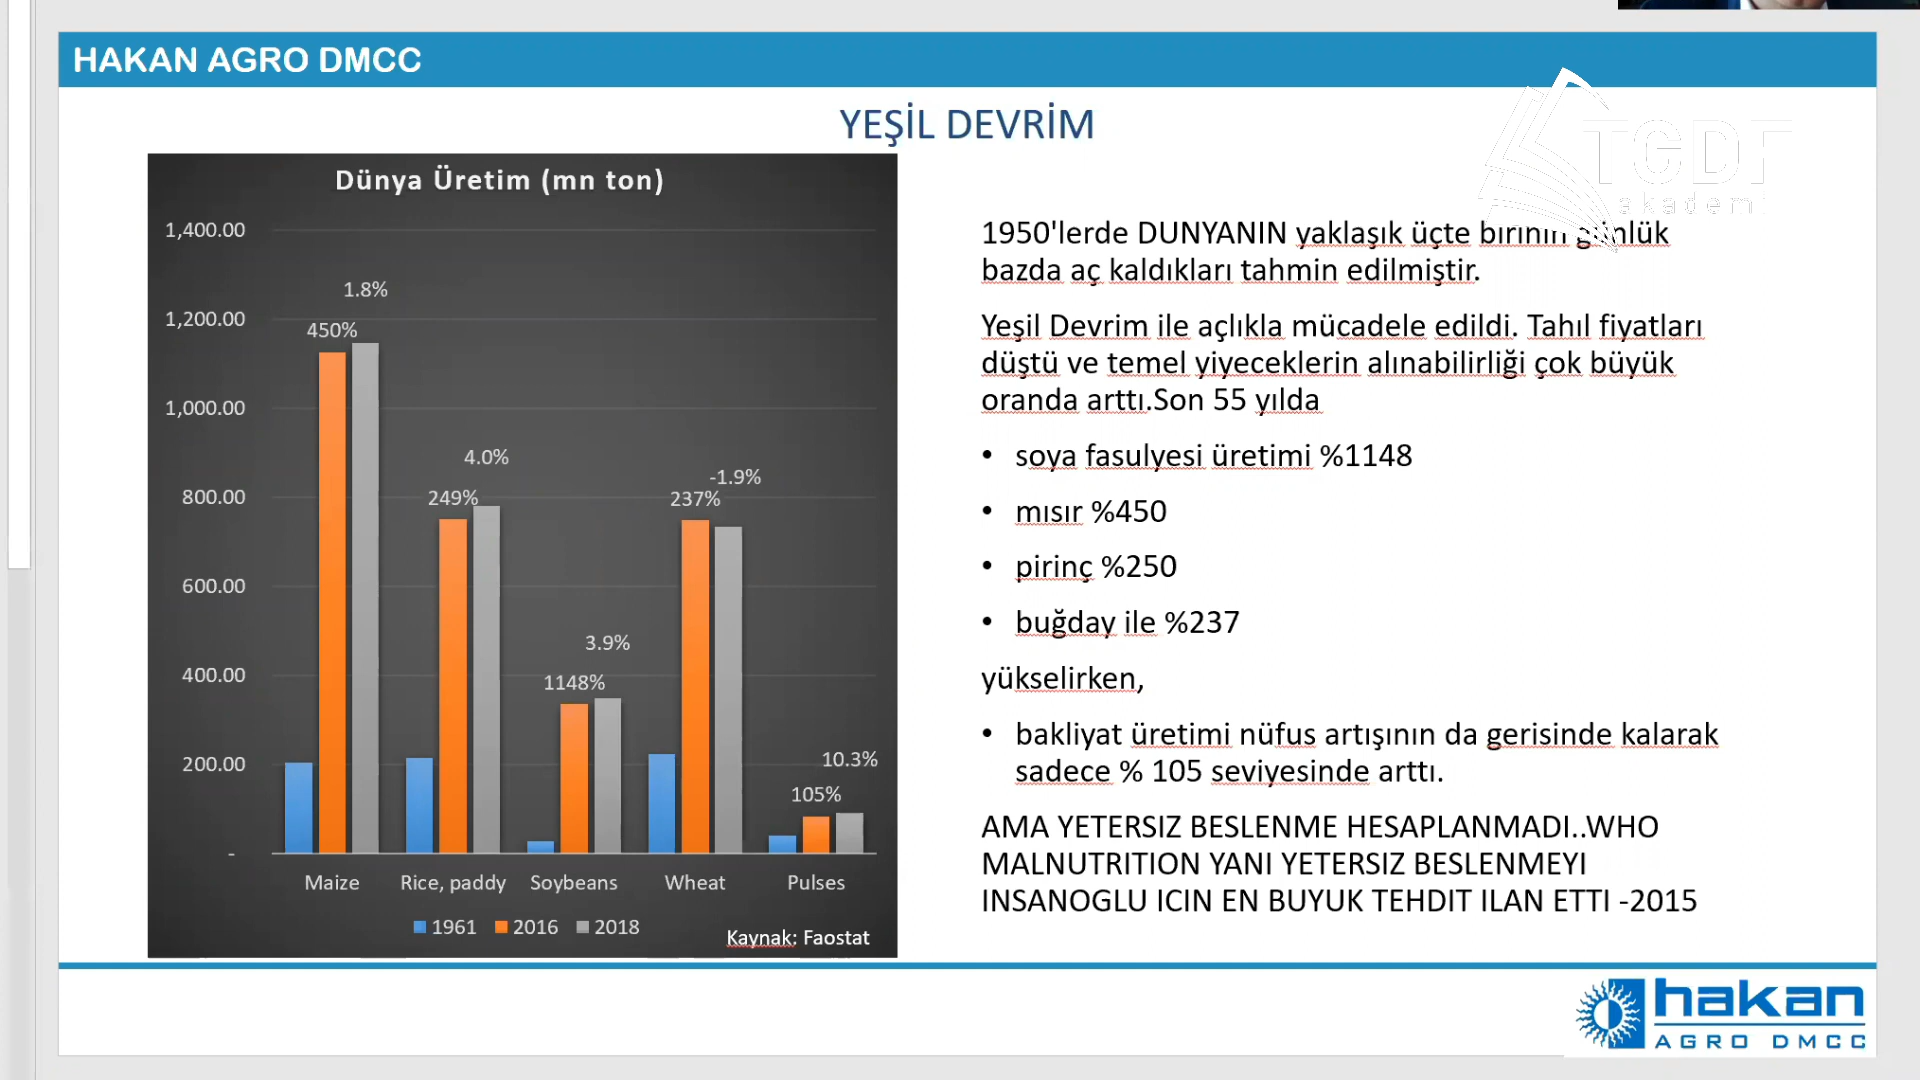 HAKAN AGRO DMCC
YEŞİL DEVRİM
TGDF
akademi
Dünya Üretim (mn ton)
1,400.00
1,200.00
1,000.00
800.00
600.00
400.00
200.00
-
1.8%
450%
4.0%
249%
3.9%
1148%
-1.9%
237%
10.3%
105%
Maize Rice, paddy Soybeans Wheat Pulses
1961 2016 2018
Kaynak: Faostat
1950'lerde DUNYANIN yaklaşık üçte birinin günlük
bazda aç kaldıkları tahmin edilmiştir.
Yeşil Devrim ile açlıkla mücadele edildi. Tahıl fiyatları
düştü ve temel yiyeceklerin alınabilirliği çok büyük
oranda arttı.Son 55 yılda
• soya fasulyesi üretimi %1148
• mısır %450
• pirinç %250
• buğday ile %237
yükselirken,
• bakliyat üretimi nüfus artışının da gerisinde kalarak
sadece % 105 seviyesinde arttı.
AMA YETERSIZ BESLENME HESAPLANMADI..WHO
MALNUTRITION YANI YETERSIZ BESLENMEYI
INSANOGLU ICIN EN BUYUK TEHDIT ILAN ETTI -2015
hakan
AGRO DMCC